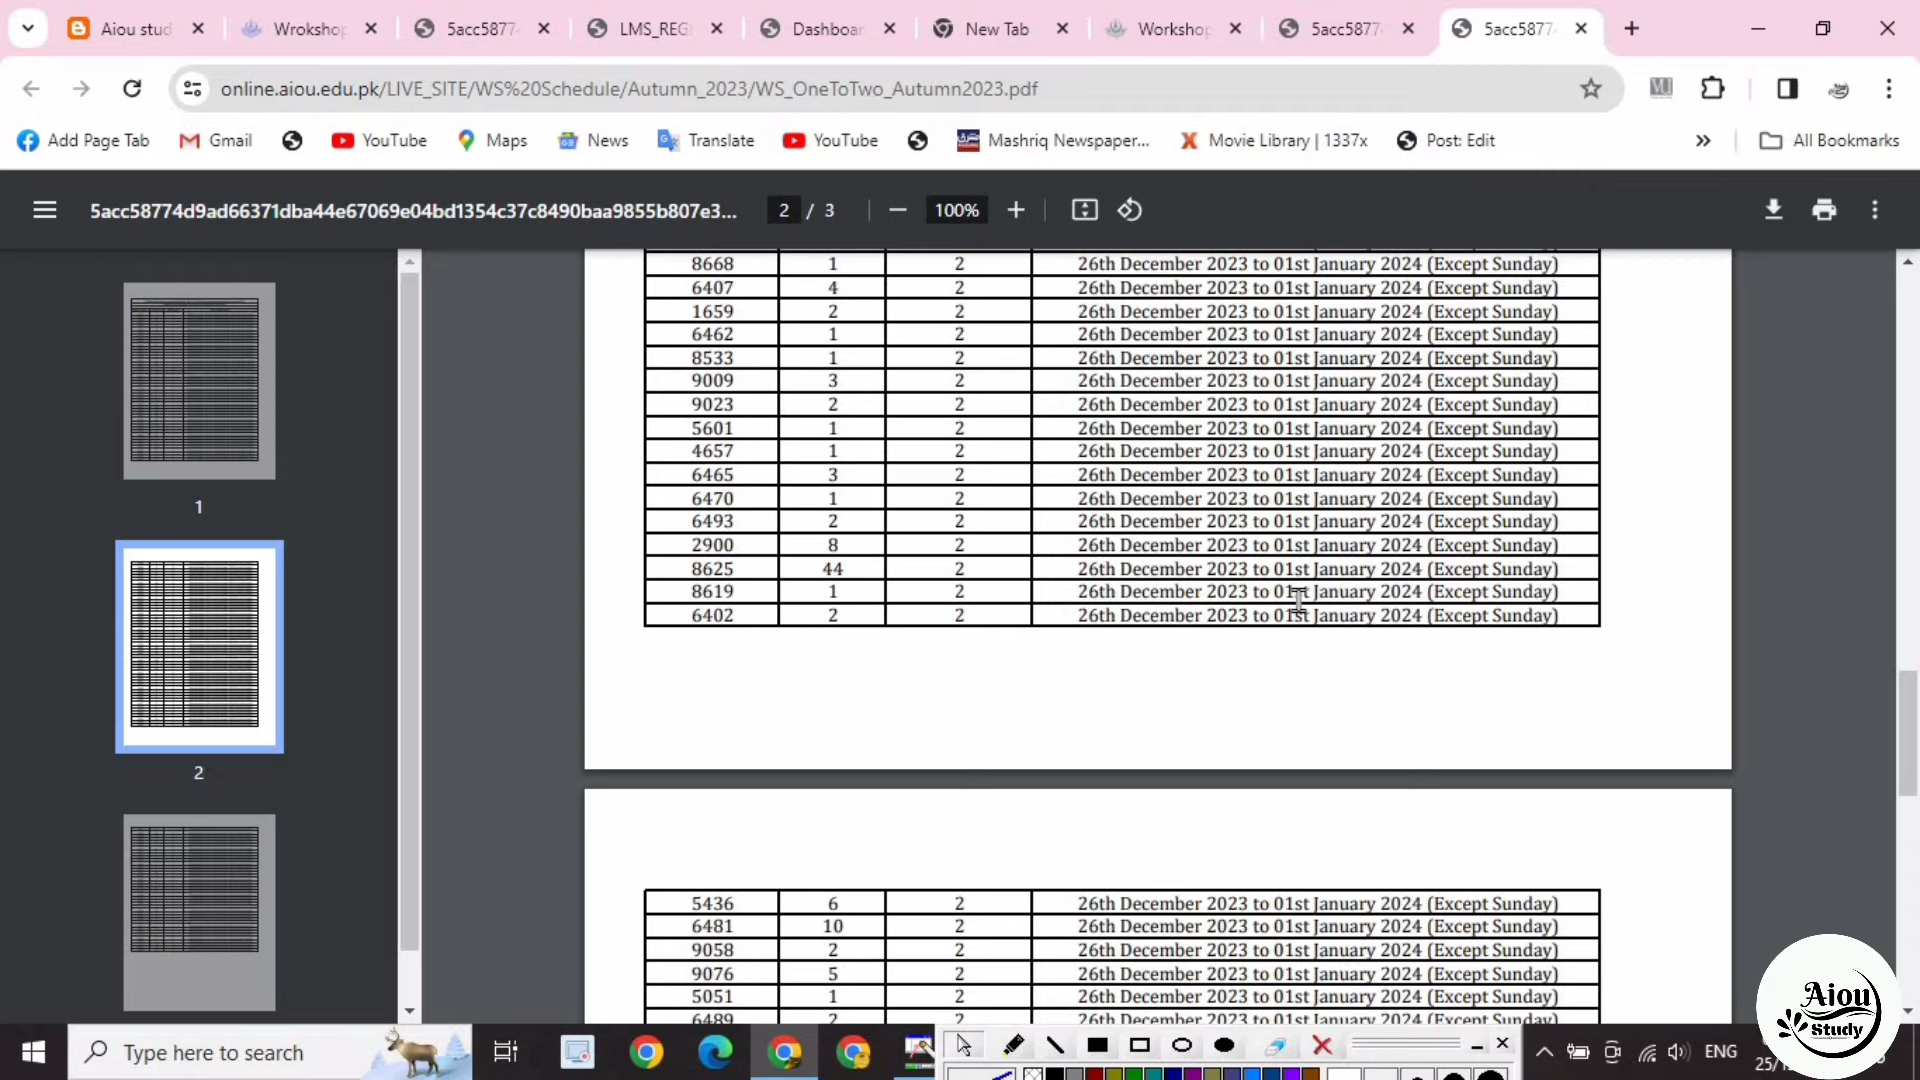 Aiou stud
Wrokshop
5acc5877
LMS_REG
Dashboar
New Tab
Workshop
5acc5877
5acc5877
online.aiou.edu.pk/LIVE_SITE/WS%20Schedule/Autumn_2023/WS_OneToTwo_Autumn2023.pdf
Add Page Tab Gmail YouTube Maps News Translate YouTube Mashriq Newspaper... Movie Library | 1337x Post: Edit » All Bookmarks
5acc58774d9ad66371dba44e67069e04bd1354c37c8490baa9855b807e3... 2 / 3 100%
8668 1 2 26th December 2023 to 01st January 2024 (Except Sunday)
6407 4 2 26th December 2023 to 01st January 2024 (Except Sunday)
1659 2 2 26th December 2023 to 01st January 2024 (Except Sunday)
6462 1 2 26th December 2023 to 01st January 2024 (Except Sunday)
8533 1 2 26th December 2023 to 01st January 2024 (Except Sunday)
9009 3 2 26th December 2023 to 01st January 2024 (Except Sunday)
9023 2 2 26th December 2023 to 01st January 2024 (Except Sunday)
5601 1 2 26th December 2023 to 01st January 2024 (Except Sunday)
4657 1 2 26th December 2023 to 01st January 2024 (Except Sunday)
6465 3 2 26th December 2023 to 01st January 2024 (Except Sunday)
6470 1 2 26th December 2023 to 01st January 2024 (Except Sunday)
6493 2 2 26th December 2023 to 01st January 2024 (Except Sunday)
2900 8 2 26th December 2023 to 01st January 2024 (Except Sunday)
8625 44 2 26th December 2023 to 01st January 2024 (Except Sunday)
8619 1 2 26th December 2023 to 01st January 2024 (Except Sunday)
6402 2 2 26th December 2023 to 01st January 2024 (Except Sunday)
1
2
5436 6 2 26th December 2023 to 01st January 2024 (Except Sunday)
6481 10 2 26th December 2023 to 01st January 2024 (Except Sunday)
9058 2 2 26th December 2023 to 01st January 2024 (Except Sunday)
9076 5 2 26th December 2023 to 01st January 2024 (Except Sunday)
5051 1 2 26th December 2023 to 01st January 2024 (Except Sunday)
6489 2 2 26th December 2023 to 01st January 2024 (Except Sunday)
Aiou
Study
Type here to search
ENG
25/